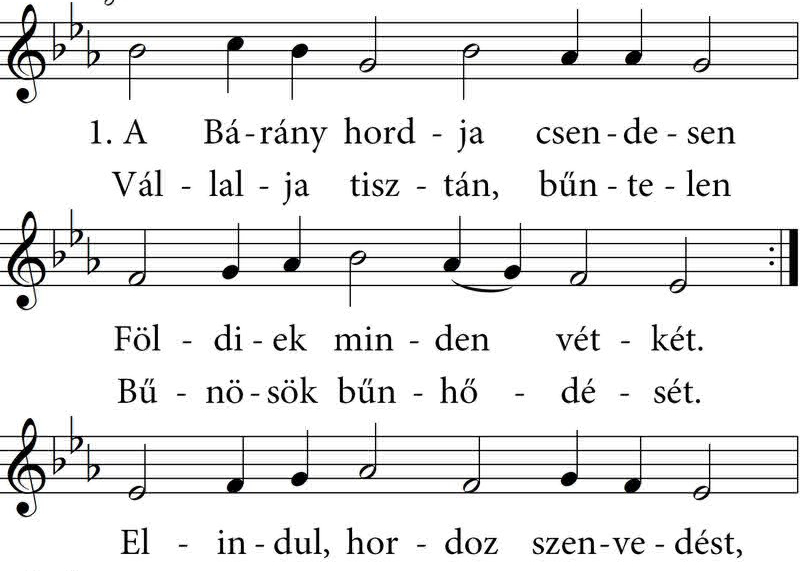 1. A Bá - rány hord - ja csen - de - sen
Vál - lal - ja tisz - tán, bűn - te - len
Föl - di - ek min - den vét - két.
Bű - nö - sök bűn - hő - dé - sét.
El - in - dul, hor - doz szen - ve - dést,